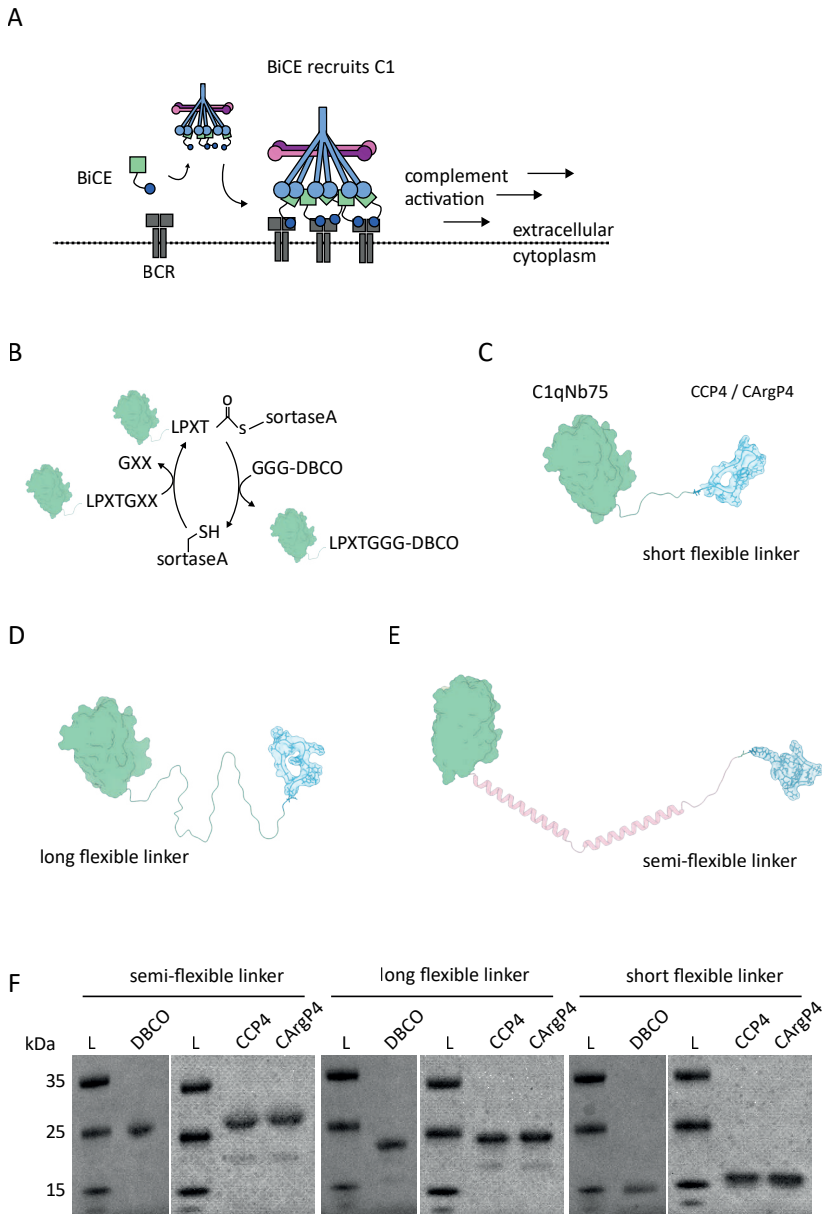 A
BiCE recruits C1
BiCE
BCR
complement
activation
extracellular
cytoplasm
B
LPXT
O
S
sortaseA
GXX
GGG-DBCO
LPXTGXX
SH
sortaseA
LPXTGGG-DBCO
C
C1qNb75
CCP4 / CArgP4
short flexible linker
D
long flexible linker
E
semi-flexible linker
F
semi-flexible linker
long flexible linker
short flexible linker
kDa
L
DBCO
L
CCP4
CArgP4
L
DBCO
L
CCP4
CArgP4
L
DBCO
L
CCP4
CArgP4
35
25
15